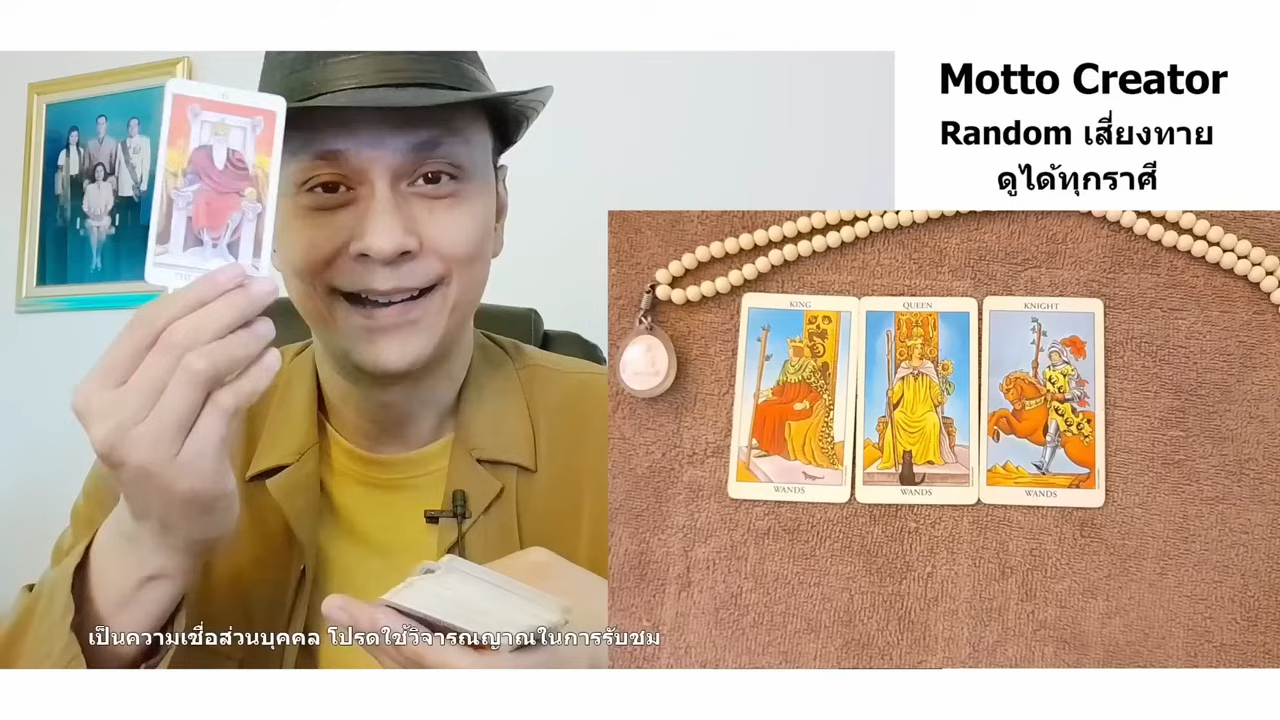 Motto Creator
Random เสี่ยงทาย
ดูได้ทุกราศี
KING
WANDS
QUEEN
WANDS
KNIGHT
WANDS
เป็นความเชื่อส่วนบุคคล โปรดใช้วิจารณญาณในการรับชม